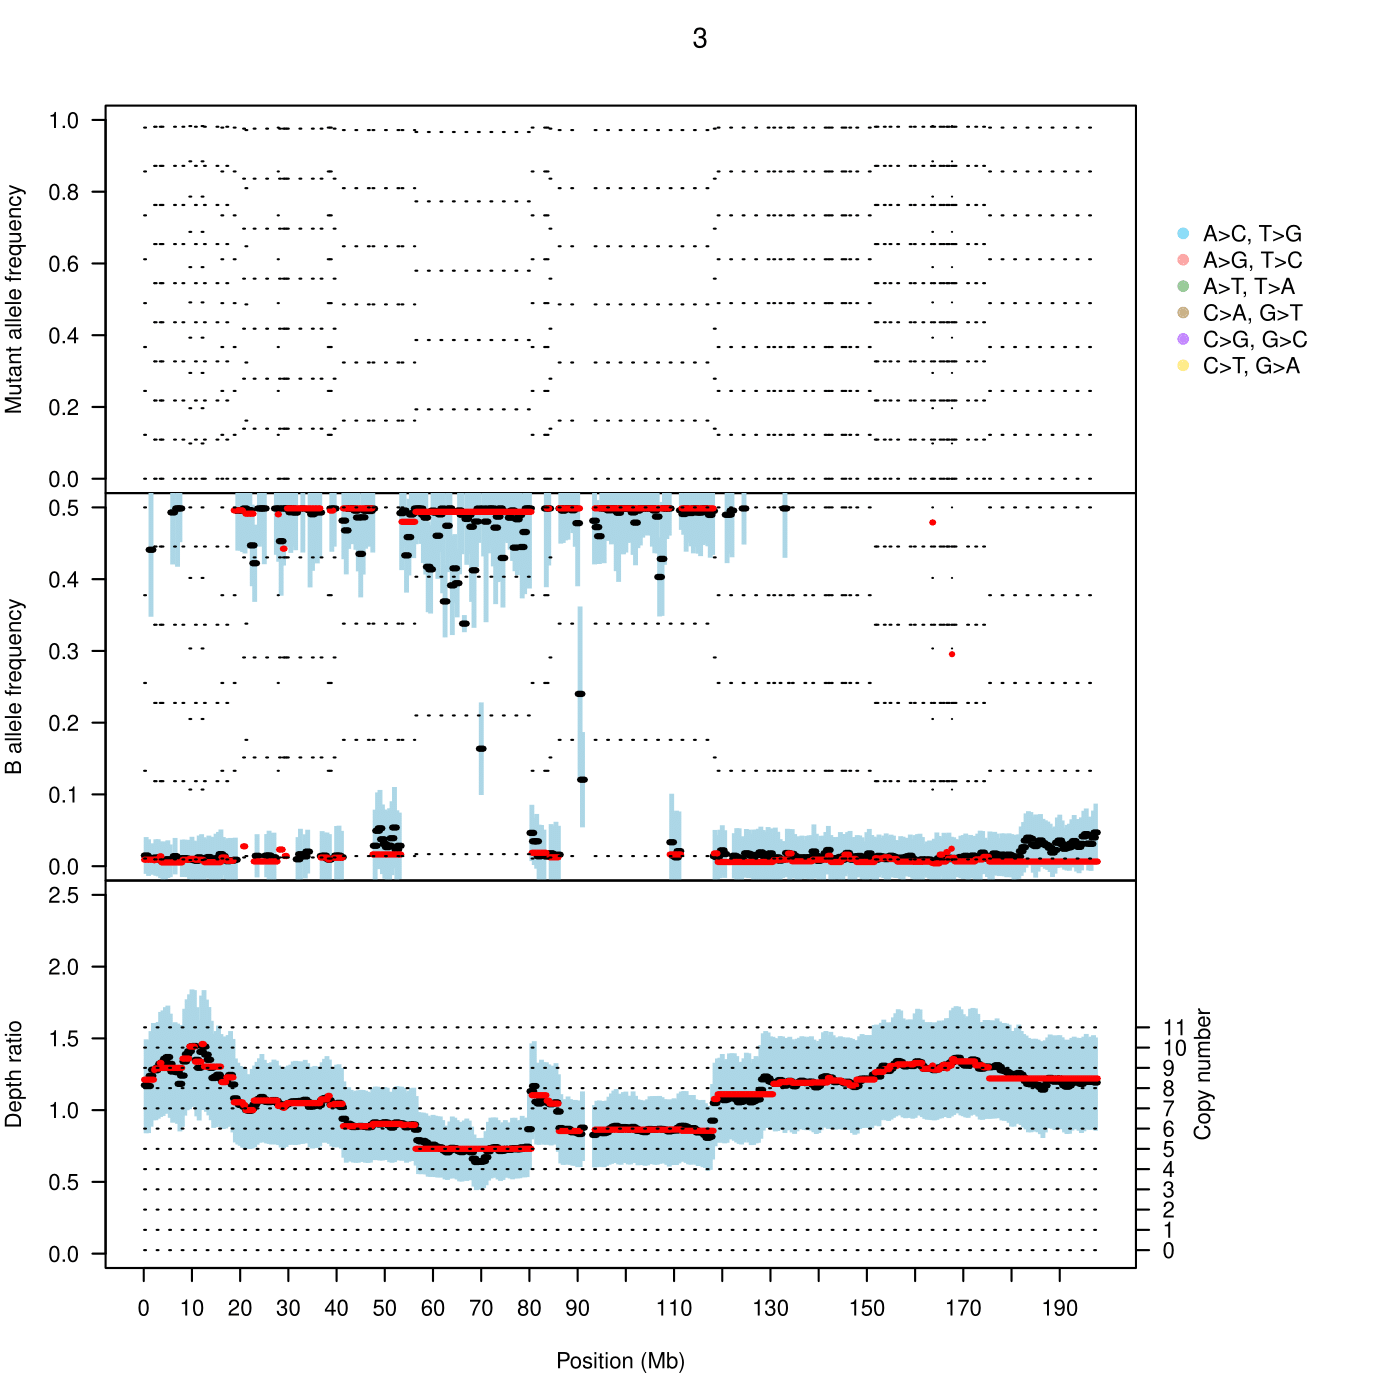 3
Mutant allele frequency
1.0
0.8
0.6
0.4
0.2
0.0
A>C, T>G
A>G, T>C
A>T, T>A
C>A, G>T
C>G, G>C
C>T, G>A
B allele frequency
0.5
0.4
0.3
0.2
0.1
0.0
Depth ratio
2.5
2.0
1.5
1.0
0.5
0.0
11
10
9
8
7
6
5
4
3
2
1
0
Copy number
0 10 20 30 40 50 60 70 80 90 110 130 150 170 190
Position (Mb)